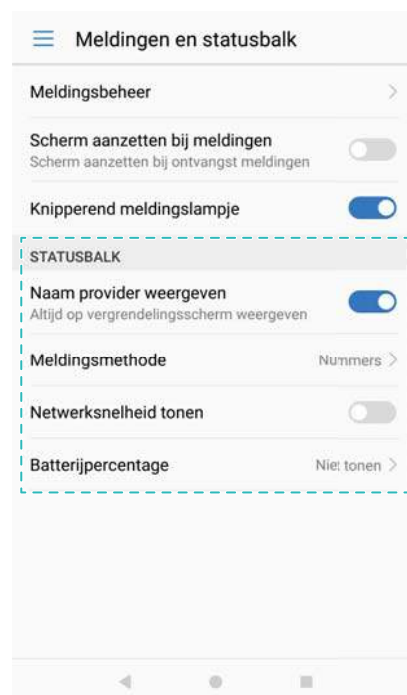 Meldingen en statusbalk
Meldingsbeheer
Scherm aanzetten bij meldingen
Scherm aanzetten bij ontvangst meldingen
Knipperend meldingslampje
STATUSBALK
Naam provider weergeven
Altijd op vergrendelingsscherm weergeven
Meldingsmethode Nummers
Netwerksnelheid tonen
Batterijpercentage Niet tonen